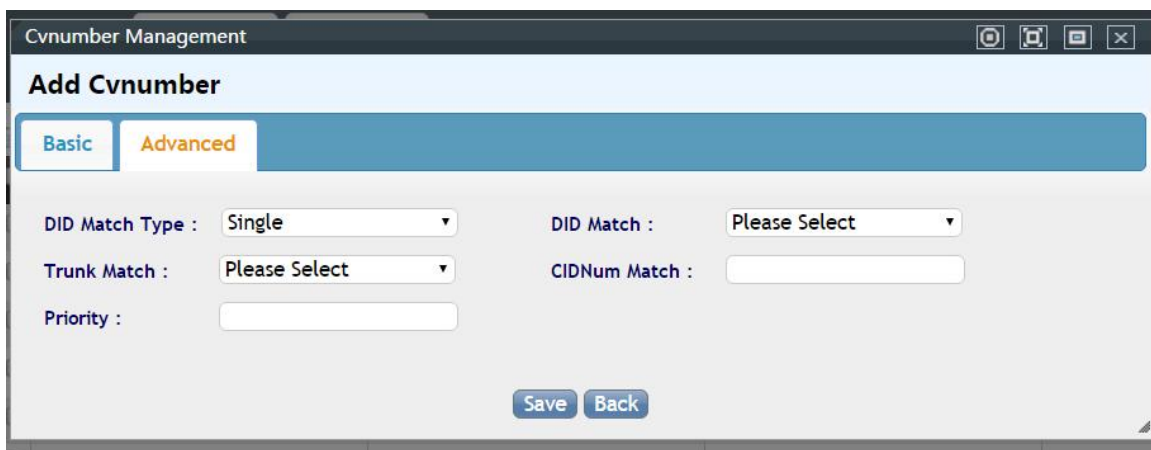 Cvnumber Management
Add Cvnumber
Basic Advanced
DID Match Type : Single DID Match : Please Select
Trunk Match : Please Select CIDNum Match :
Priority :
Save Back